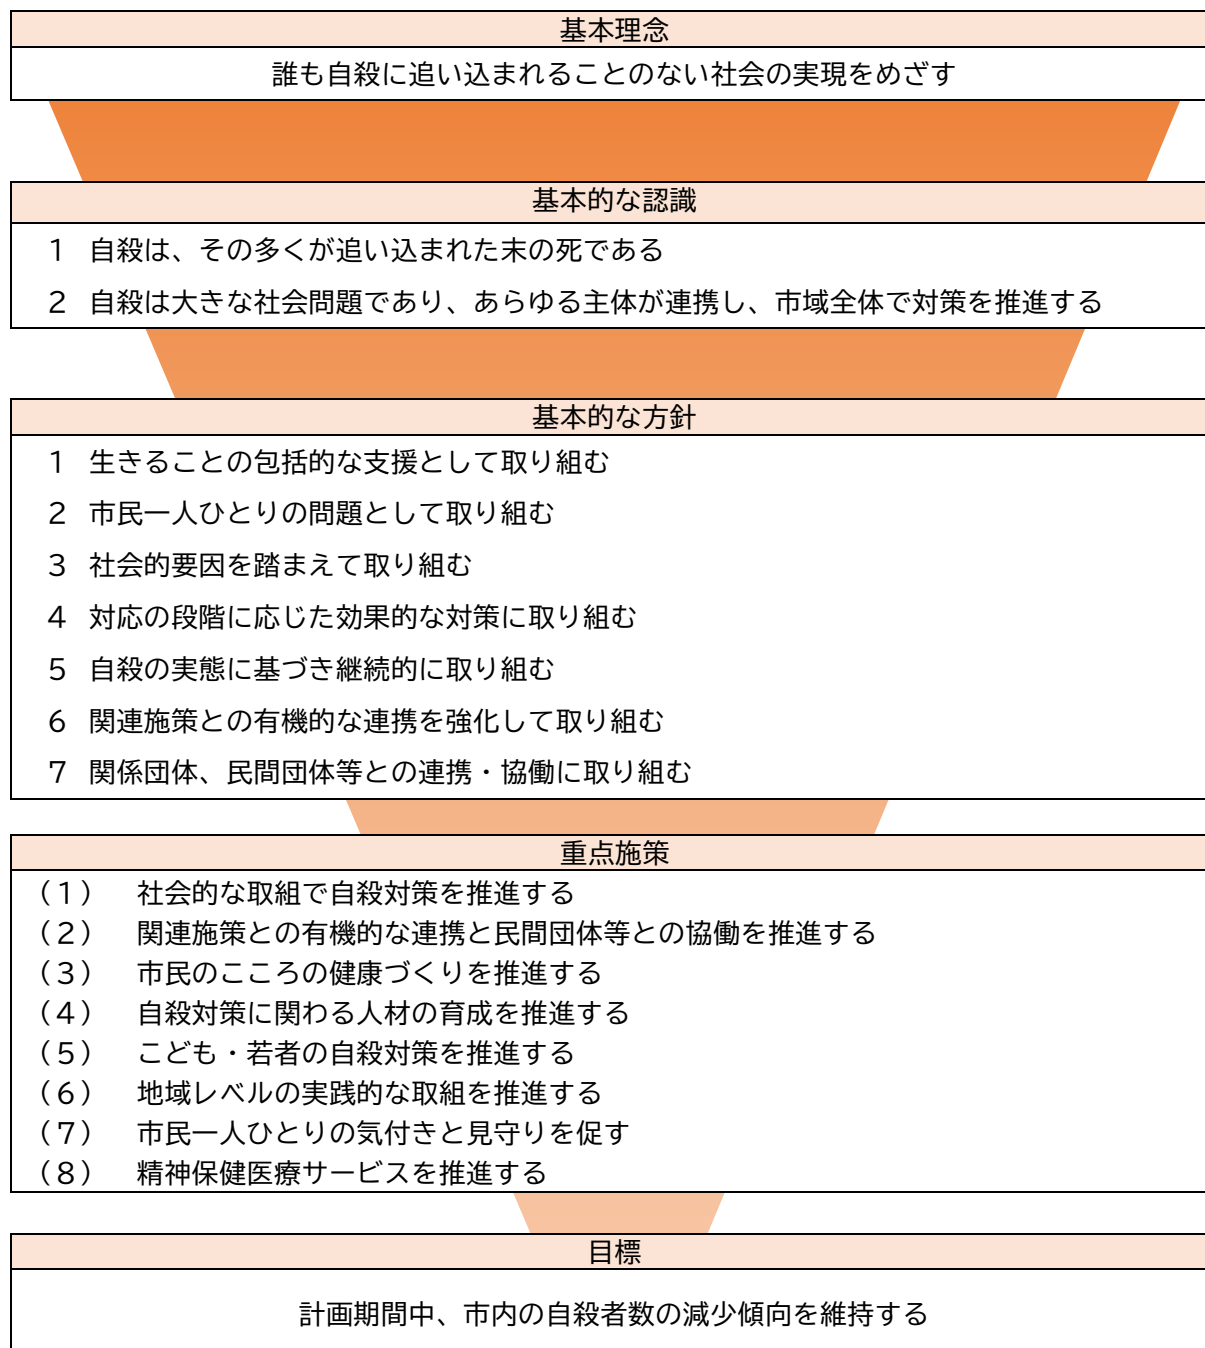 基本理念
誰も自殺に追い込まれることのない社会の実現をめざす
基本的な認識
1 自殺は、その多くが追い込まれた末の死である
2 自殺は大きな社会問題であり、あらゆる主体が連携し、市域全体で対策を推進する
基本的な方針
1 生きることの包括的な支援として取り組む
2 市民一人ひとりの問題として取り組む
3 社会的要因を踏まえて取り組む
4 対応の段階に応じた効果的な対策に取り組む
5 自殺の実態に基づき継続的に取り組む
6 関連施策との有機的な連携を強化して取り組む
7 関係団体、民間団体等との連携・協働に取り組む
重点施策
（1） 社会的な取組で自殺対策を推進する
（2） 関連施策との有機的な連携と民間団体等との協働を推進する
（3） 市民のこころの健康づくりを推進する
（4） 自殺対策に関わる人材の育成を推進する
（5） こども・若者の自殺対策を推進する
（6） 地域レベルの実践的な取組を推進する
（7） 市民一人ひとりの気付きと見守りを促す
（8） 精神保健医療サービスを推進する
目標
計画期間中、市内の自殺者数の減少傾向を維持する